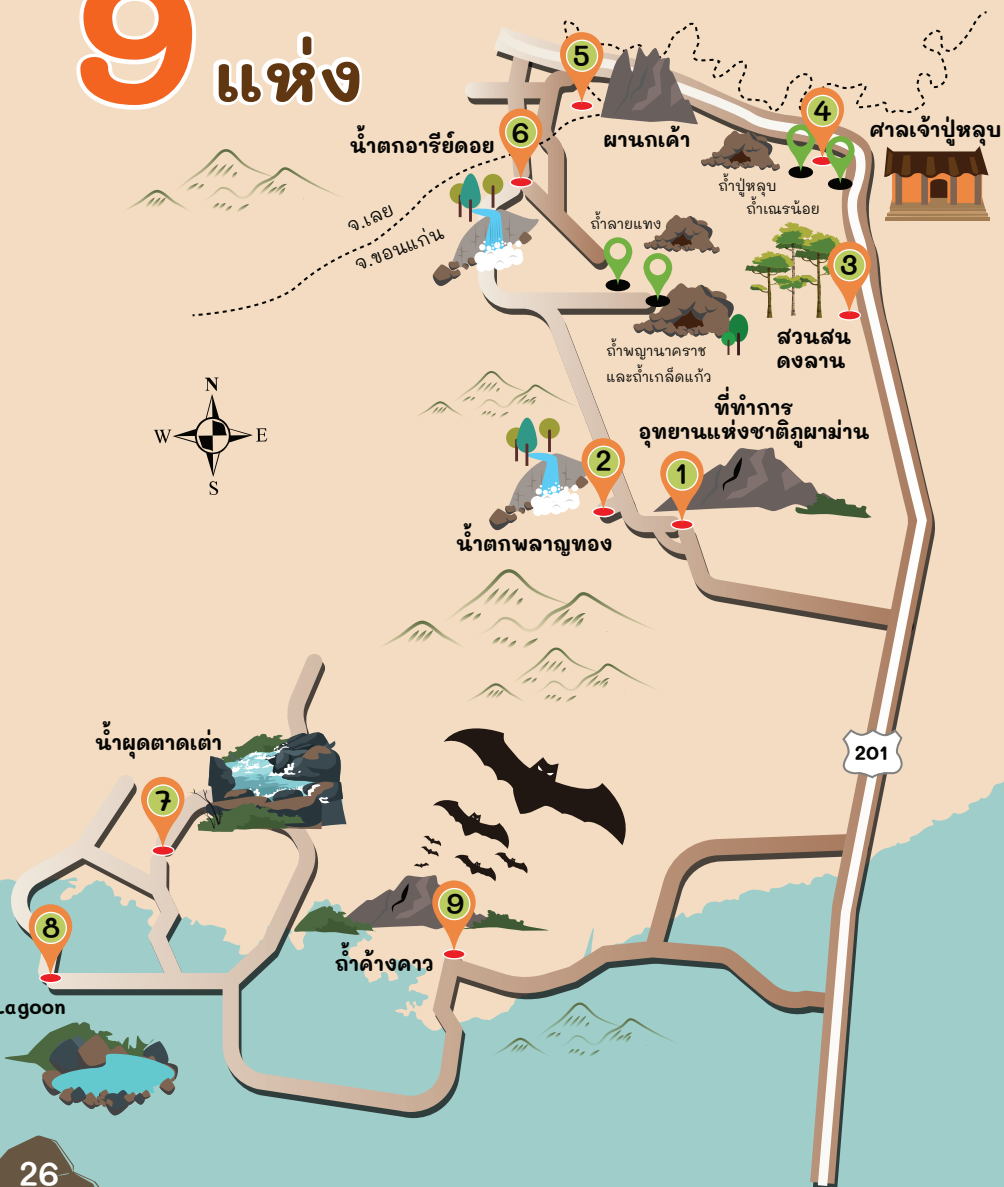 9 แห่ง
5
ผานกเค้า
4
ศาลเจ้าปู่หลุบ
6
น้ำตกอารีย์ดอย
ถ้ำปู่หลุบ
ถ้ำเณรน้อย
จ.เลย
จ.ขอนแก่น
ถ้ำลายแทง
3
สวนสน
ดงลาน
ถ้ำพญานาคราช
และถ้ำเกล็ดแก้ว
N
W
E
S
ที่ทำการ
อุทยานแห่งชาติภูผาม่าน
2
1
น้ำตกพลาญทอง
น้ำผุดตาดเต่า
201
7
8
9
ถ้ำค้างคาว
Lagoon
26